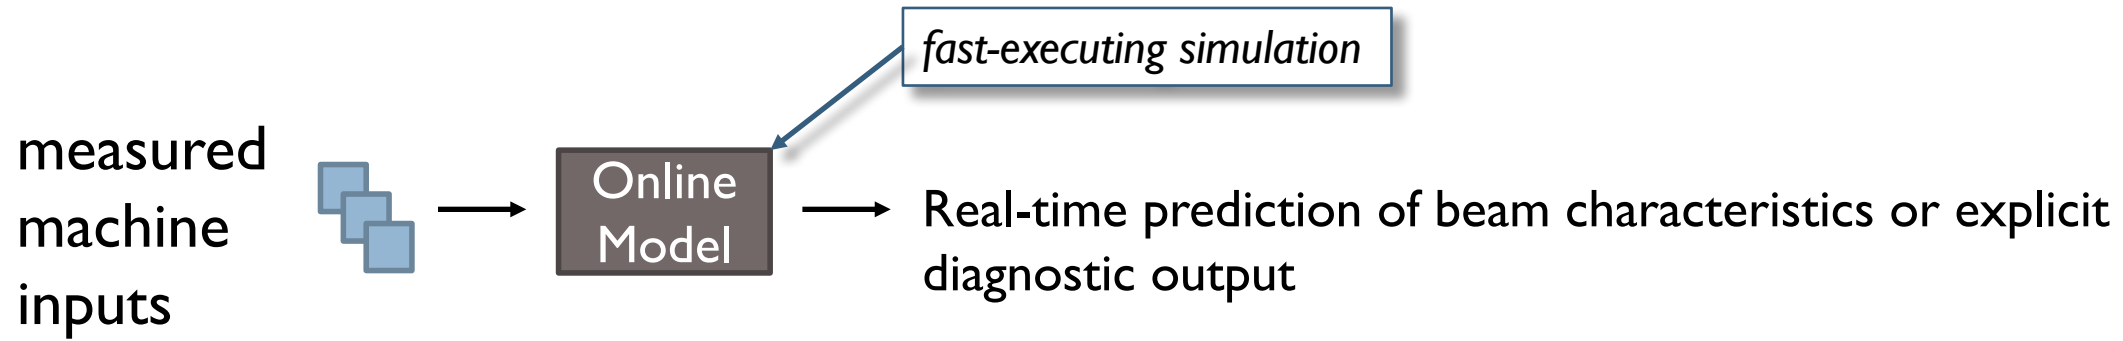 fast-executing simulation
measured
machine
inputs
Online
Model
Real-time prediction of beam characteristics or explicit
diagnostic output